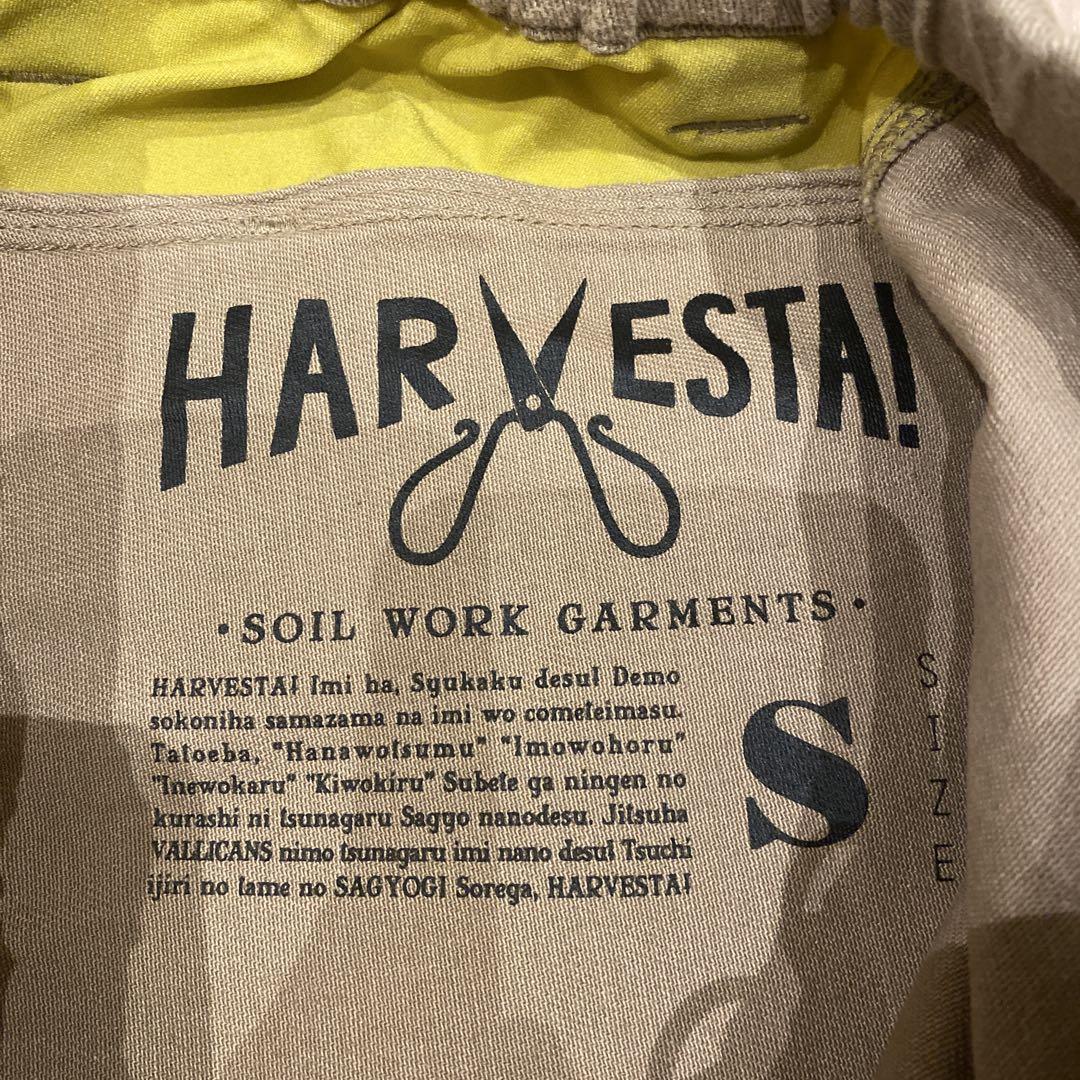 HARVESTA!
• SOIL WORK GARMENTS •
HARVESTA! Imi ha, Syukaku desu! Demo
sokoniha samazama na imi wo cometeimasu.
Tatoeba, "Hanawotsumu" "Imowohoru"
"Inewokaru" "Kiwokiru" Subete ga ningen no
kurashi ni tsunagaru Sagyo nanodesu. Jitsuha
VALLICANS nimo tsunagaru imi nano desu! Tsuchi
ijiri no tame no SAGYOGI Sorega, HARVESTA!
S
SIZE